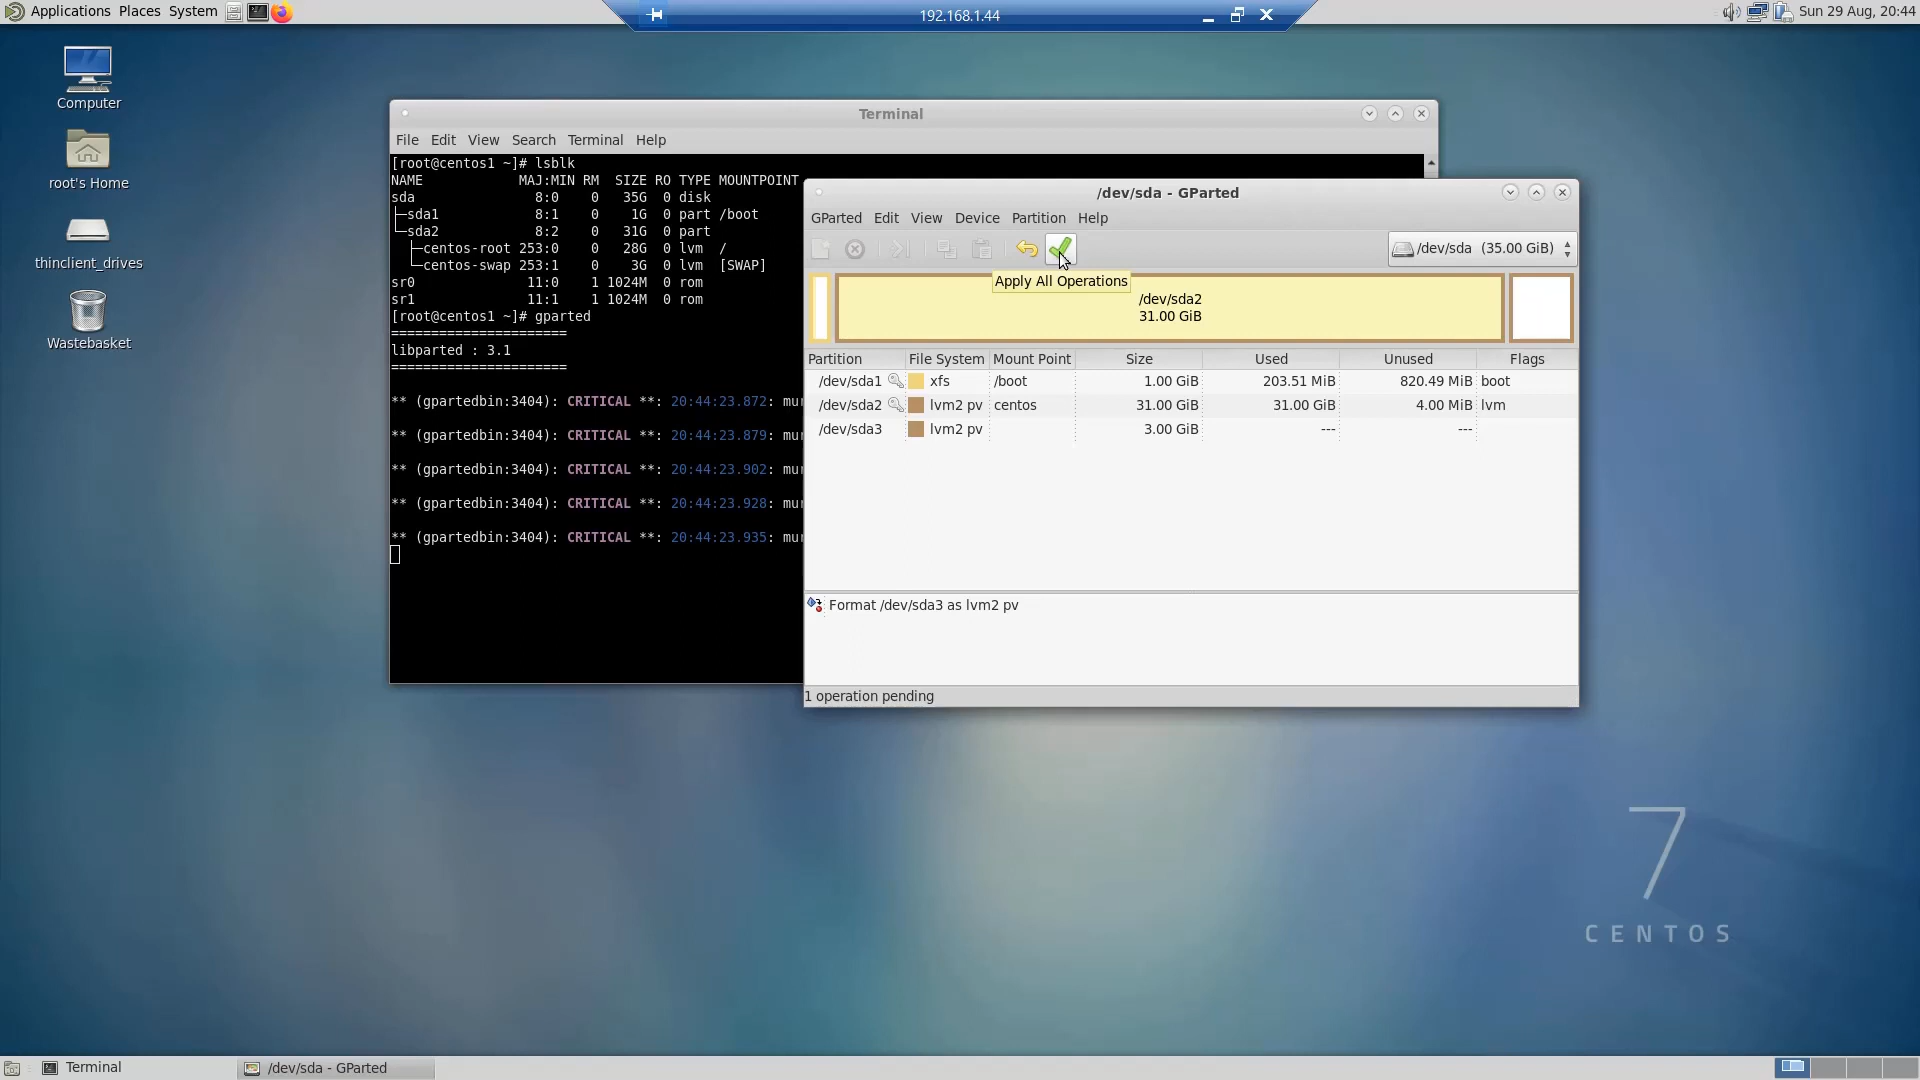 Applications Places System
192.168.1.44
Sun 29 Aug, 20:44
Computer
root's Home
thinclient_drives
Wastebasket
Terminal
File Edit View Search Terminal Help
[root@centos1 ~]# lsblk
NAME MAJ:MIN RM SIZE RO TYPE MOUNTPOINT
sda 8:0 0 35G 0 disk
├─sda1 8:1 0 1G 0 part /boot
└─sda2 8:2 0 31G 0 part
├─centos-root 253:0 0 28G 0 lvm /
└─centos-swap 253:1 0 3G 0 lvm [SWAP]
sr0 11:0 1 1024M 0 rom
sr1 11:1 1 1024M 0 rom
[root@centos1 ~]# gparted
======================
libparted : 3.1
======================
** (gpartedbin:3404): CRITICAL **: 20:44:23.872:
** (gpartedbin:3404): CRITICAL **: 20:44:23.879:
** (gpartedbin:3404): CRITICAL **: 20:44:23.902:
** (gpartedbin:3404): CRITICAL **: 20:44:23.928:
** (gpartedbin:3404): CRITICAL **: 20:44:23.935:
/dev/sda - GParted
GParted Edit View Device Partition Help
/dev/sda (35.00 GiB)
Apply All Operations
/dev/sda2
31.00 GiB
Partition File System Mount Point Size Used Unused Flags
/dev/sda1 xfs /boot 1.00 GiB 203.51 MiB 820.49 MiB boot
/dev/sda2 lvm2 pv centos 31.00 GiB 31.00 GiB 4.00 MiB lvm
/dev/sda3 lvm2 pv 3.00 GiB --- ---
Format /dev/sda3 as lvm2 pv
1 operation pending
7
CENTOS
Terminal
/dev/sda - GParted